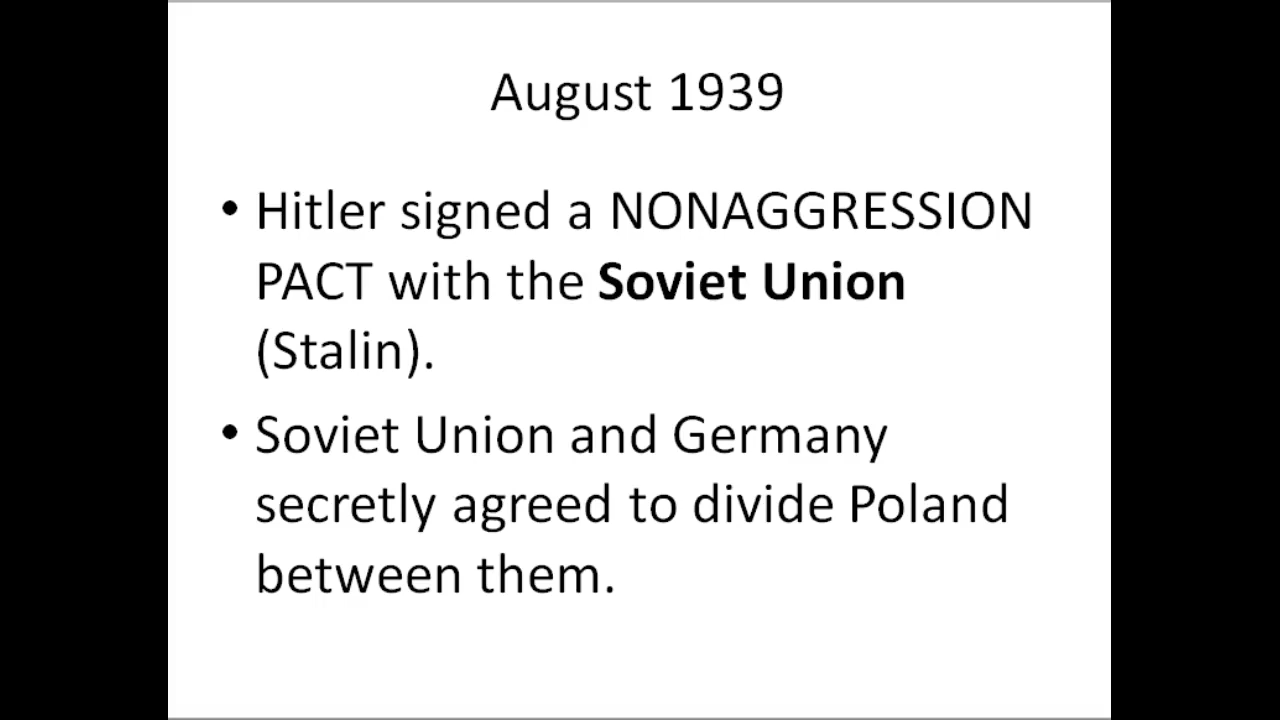 August 1939
• Hitler signed a NONAGGRESSION
PACT with the Soviet Union
(Stalin).
• Soviet Union and Germany
secretly agreed to divide Poland
between them.